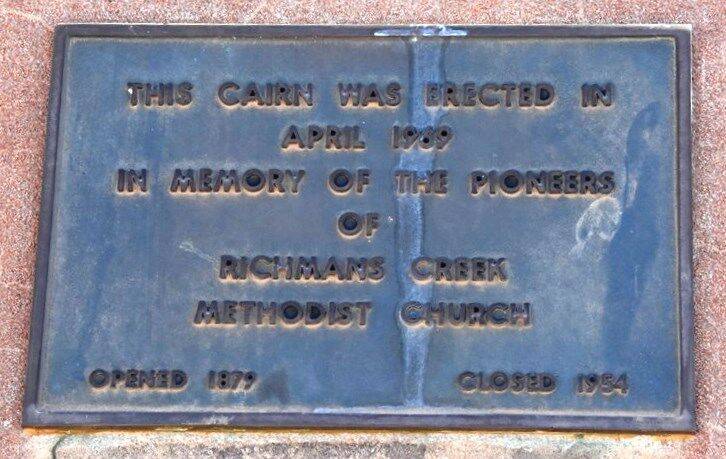 THIS CAIRN WAS ERECTED IN
APRIL 1969
IN MEMORY OF THE PIONEERS
OF
RICHMANS CREEK
METHODIST CHURCH
OPENED 1879 CLOSED 1954